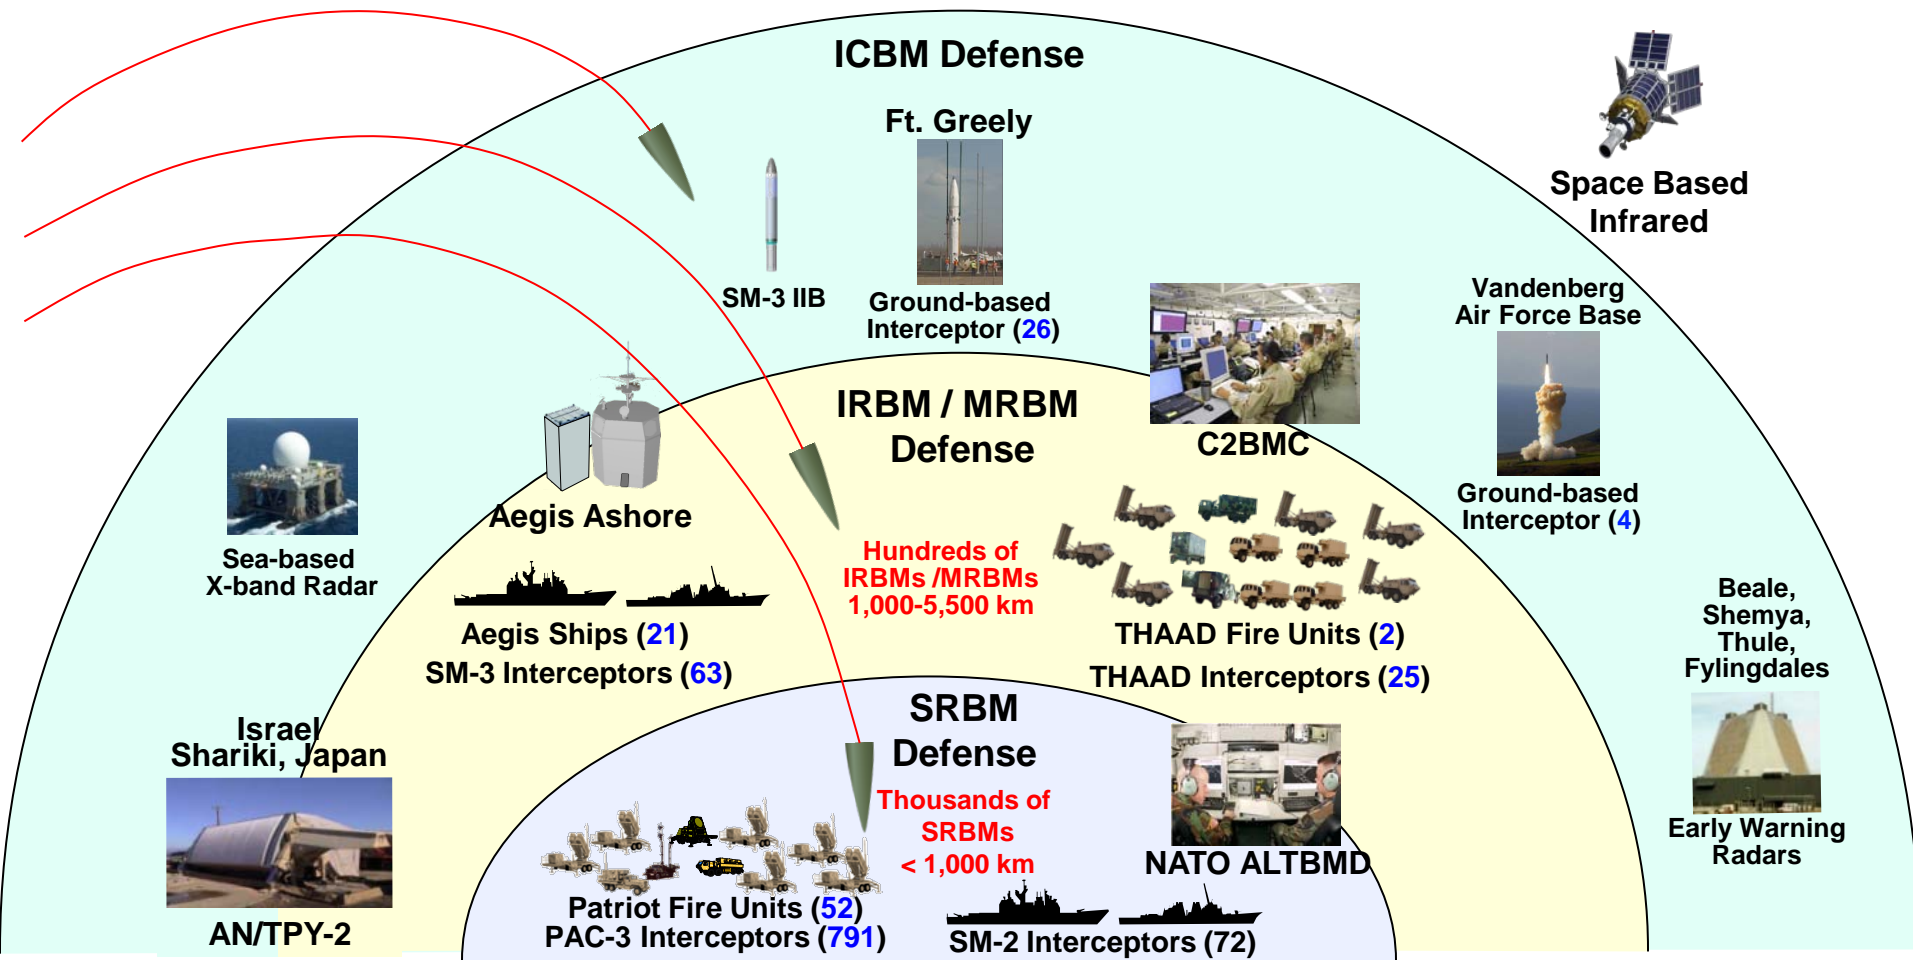 ICBM Defense
Ft. Greely
Space Based
Infrared
SM-3 IIB
Ground-based
Interceptor (26)
Vandenberg
Air Force Base
IRBM / MRBM
Defense
C2BMC
Ground-based
Interceptor (4)
Aegis Ashore
Sea-based
X-band Radar
Hundreds of
IRBMs /MRBMs
1,000-5,500 km
Aegis Ships (21)
SM-3 Interceptors (63)
THAAD Fire Units (2)
THAAD Interceptors (25)
Beale,
Shemya,
Thule,
Fylingdales
Israel
Shariki, Japan
SRBM
Defense
Thousands of
SRBMs
< 1,000 km
NATO ALTBMD
Early Warning
Radars
AN/TPY-2
Patriot Fire Units (52)
PAC-3 Interceptors (791)
SM-2 Interceptors (72)